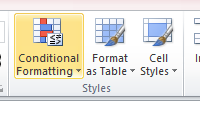 Conditional Formatting
Format as Table
Cell Styles
Styles